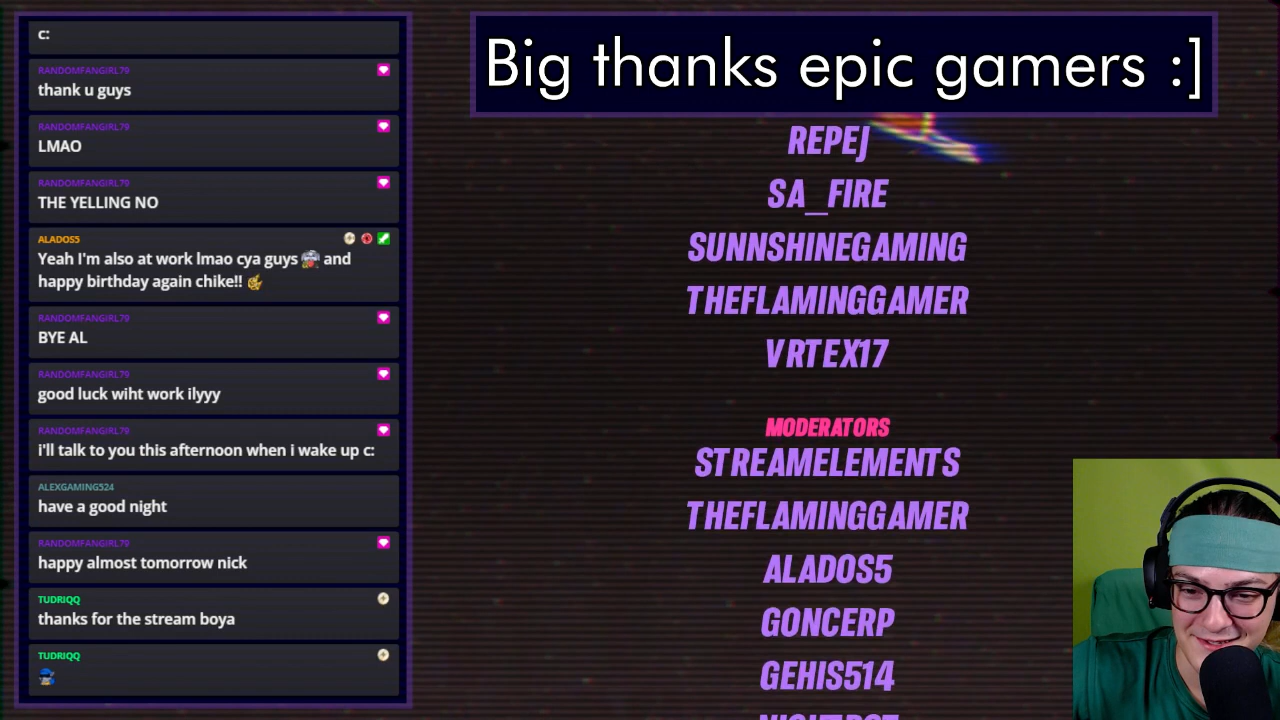 c:
RANDOMFANGIRL79
thank u guys
RANDOMFANGIRL79
LMAO
RANDOMFANGIRL79
THE YELLING NO
ALADOS5
Yeah I'm also at work lmao cya guys and
happy birthday again chike!!
RANDOMFANGIRL79
BYE AL
RANDOMFANGIRL79
good luck wiht work ilyyy
RANDOMFANGIRL79
i'll talk to you this afternoon when i wake up c:
ALEXGAMING524
have a good night
RANDOMFANGIRL79
happy almost tomorrow nick
TUDRIQQ
thanks for the stream boya
TUDRIQQ
Big thanks epic gamers :]
REPEJ
SA_FIRE
SUNNSHINEGAMING
THEFLAMINGGAMER
VRTEX17
MODERATORS
STREAMELEMENTS
THEFLAMINGGAMER
ALADOS5
GONCERP
GEHIS514